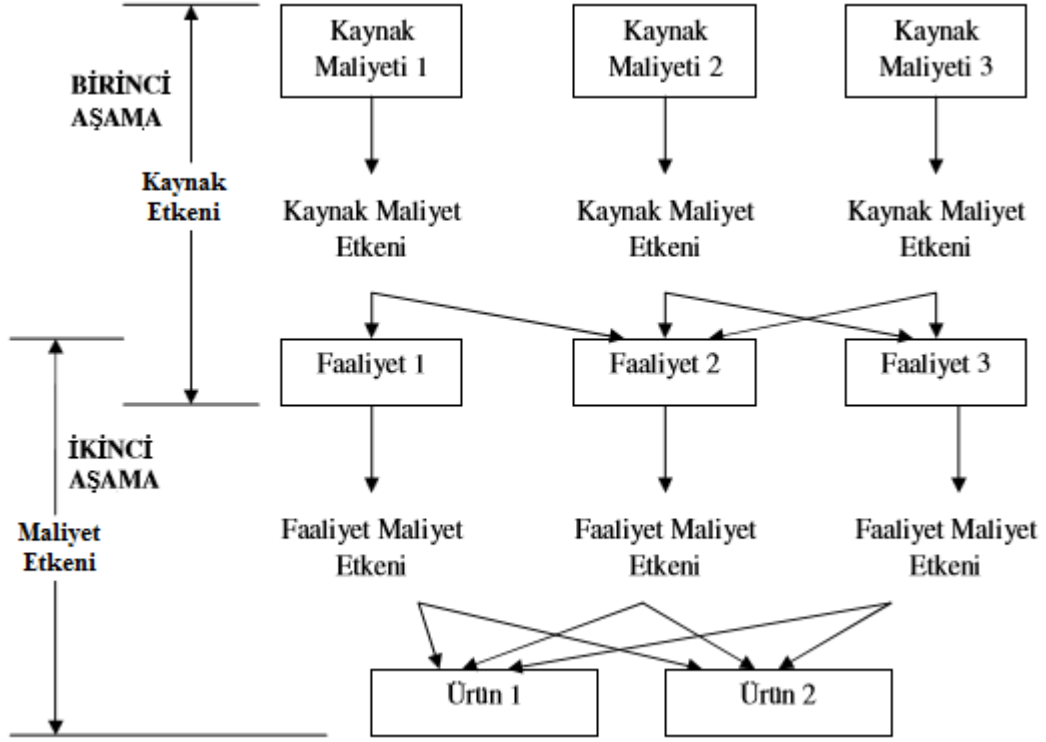 Kaynak
Maliyeti 1
Kaynak
Maliyeti 2
Kaynak
Maliyeti 3
BİRİNCİ
AŞAMA
Kaynak
Etkeni
Kaynak Maliyet
Etkeni
Kaynak Maliyet
Etkeni
Kaynak Maliyet
Etkeni
Faaliyet 1
Faaliyet 2
Faaliyet 3
İKİNCİ
AŞAMA
Maliyet
Etkeni
Faaliyet Maliyet
Etkeni
Faaliyet Maliyet
Etkeni
Faaliyet Maliyet
Etkeni
Ürün 1
Ürün 2